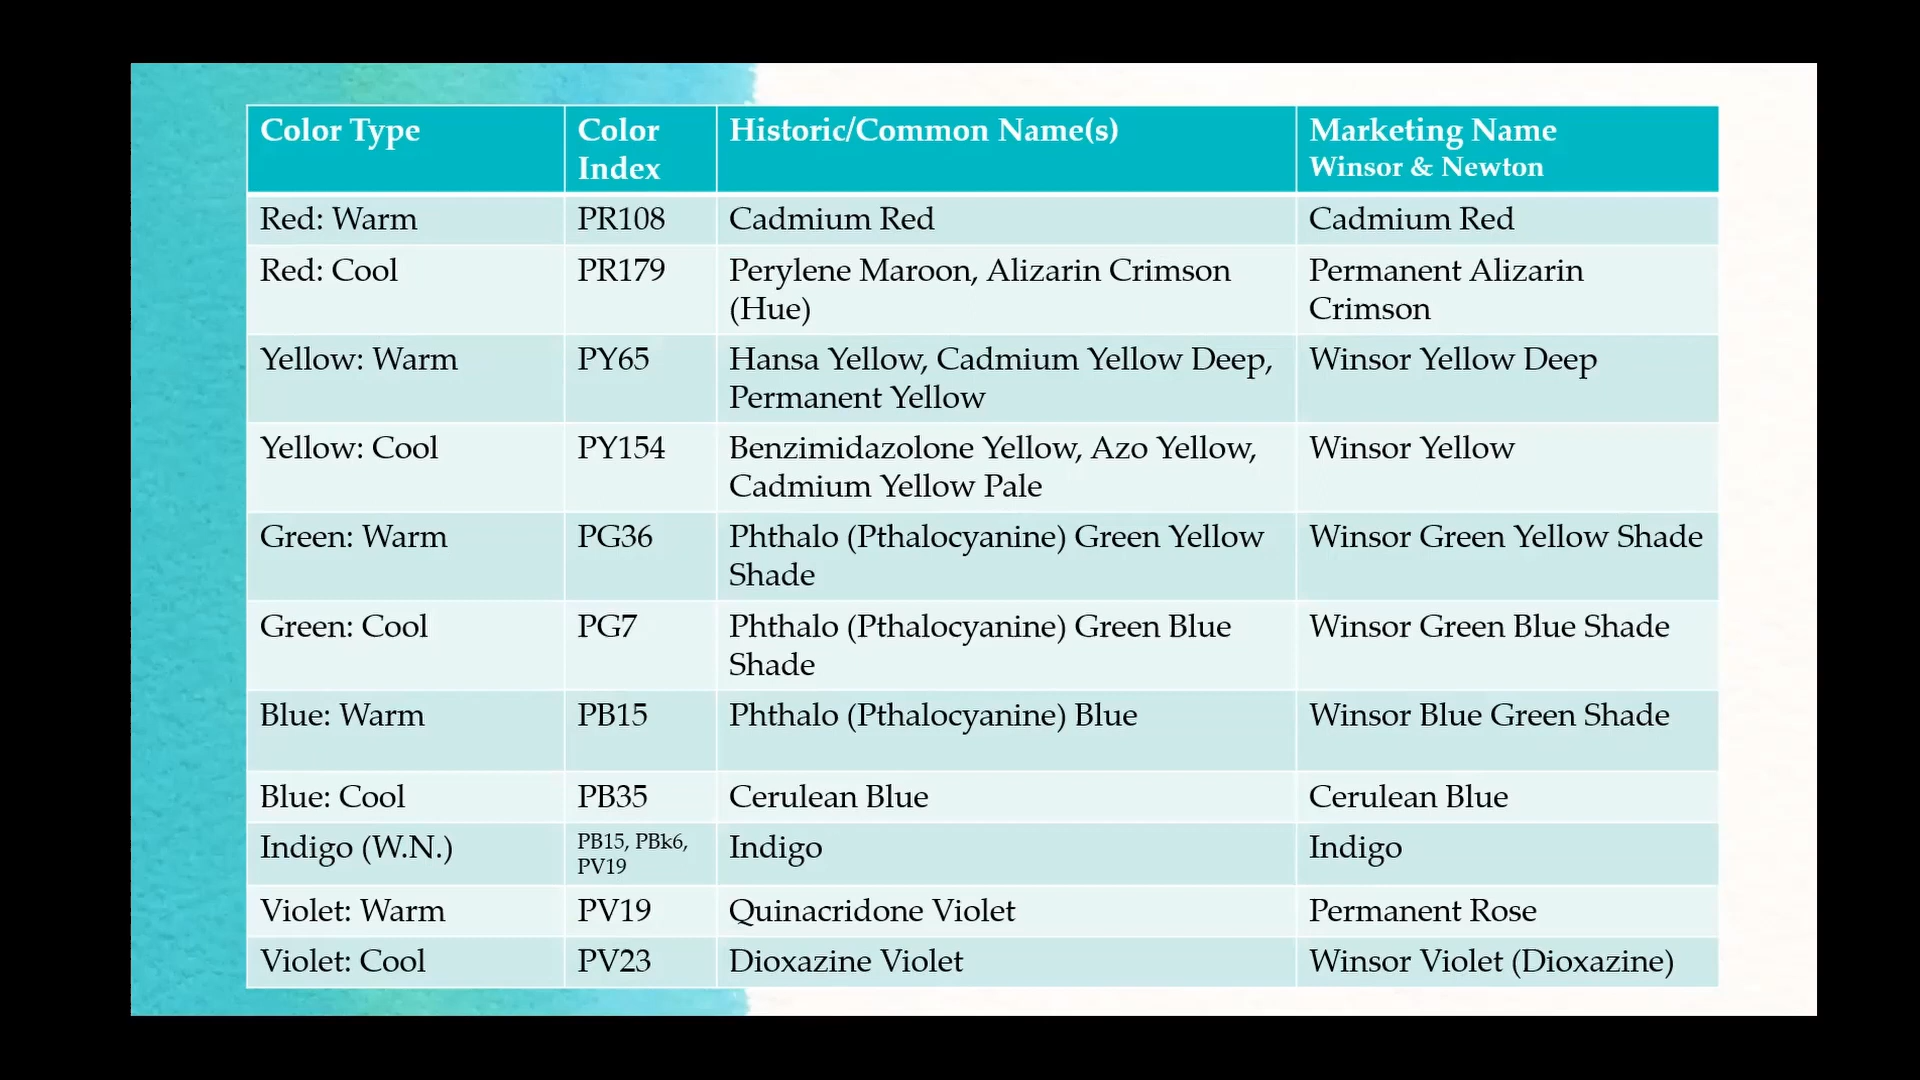 Color Type
Color
Index
Historic/Common Name(s)
Marketing Name
Winsor & Newton
Red: Warm
PR108
Cadmium Red
Cadmium Red
Red: Cool
PR179
Perylene Maroon, Alizarin Crimson
(Hue)
Permanent Alizarin
Crimson
Yellow: Warm
PY65
Hansa Yellow, Cadmium Yellow Deep,
Permanent Yellow
Winsor Yellow Deep
Yellow: Cool
PY154
Benzimidazolone Yellow, Azo Yellow,
Cadmium Yellow Pale
Winsor Yellow
Green: Warm
PG36
Phthalo (Pthalocyanine) Green Yellow
Shade
Winsor Green Yellow Shade
Green: Cool
PG7
Phthalo (Pthalocyanine) Green Blue
Shade
Winsor Green Blue Shade
Blue: Warm
PB15
Phthalo (Pthalocyanine) Blue
Winsor Blue Green Shade
Blue: Cool
PB35
Cerulean Blue
Cerulean Blue
Indigo (W.N.)
PB15, PBk6,
PV19
Indigo
Indigo
Violet: Warm
PV19
Quinacridone Violet
Permanent Rose
Violet: Cool
PV23
Dioxazine Violet
Winsor Violet (Dioxazine)